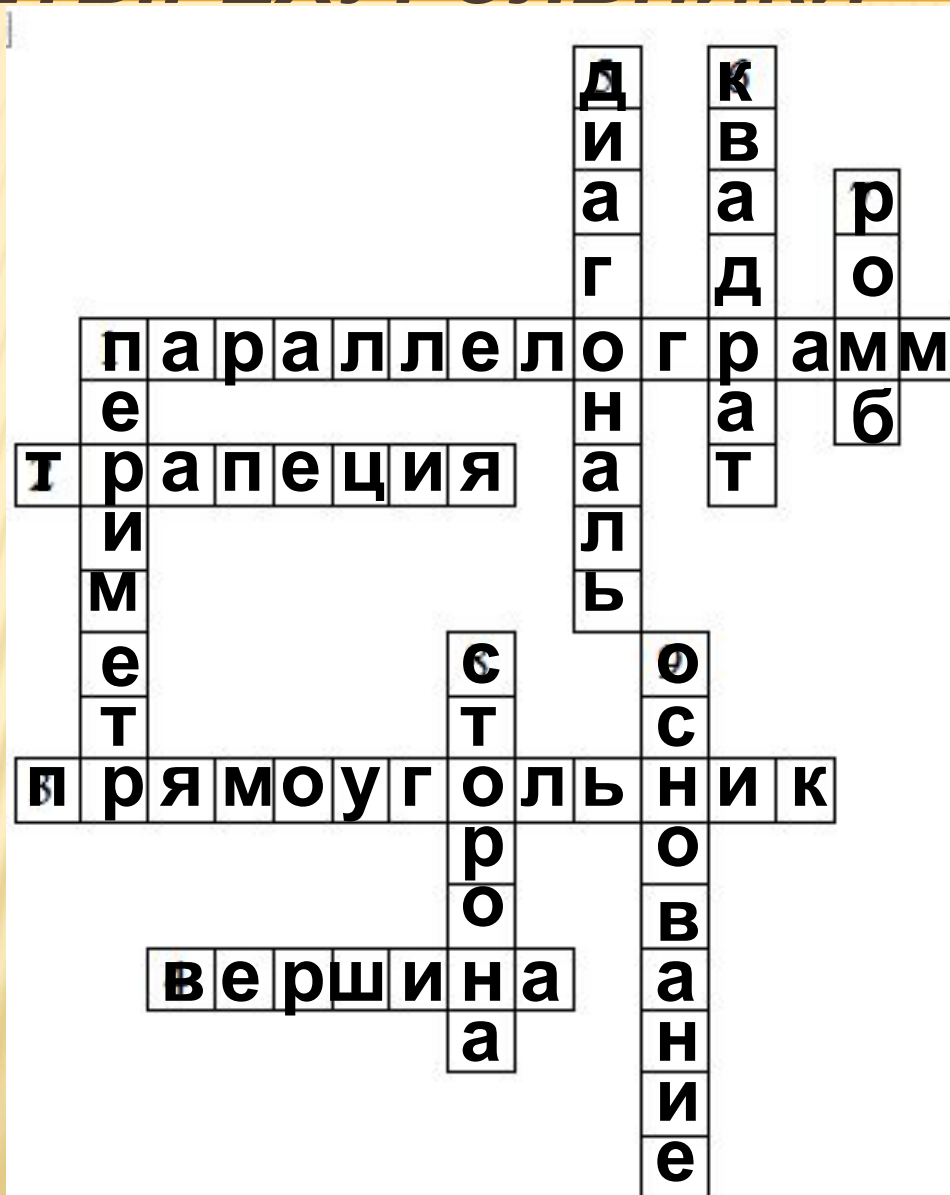 диагональ
квадрат
ромб
параллелограмм
периметр
трапеция
сторона
основание
прямоугольник
вершина